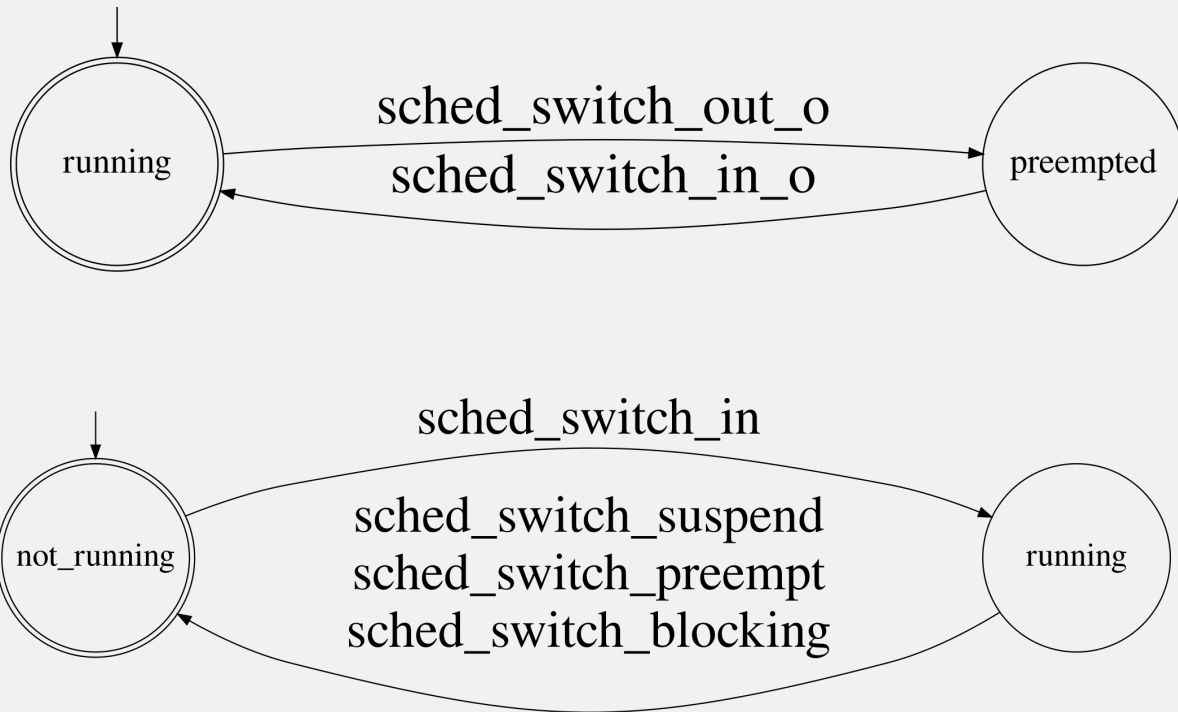 sched_switch_out_o
running
preempted
sched_switch_in_o
sched_switch_in
sched_switch_suspend
not_running
running
sched_switch_preempt
sched_switch_blocking